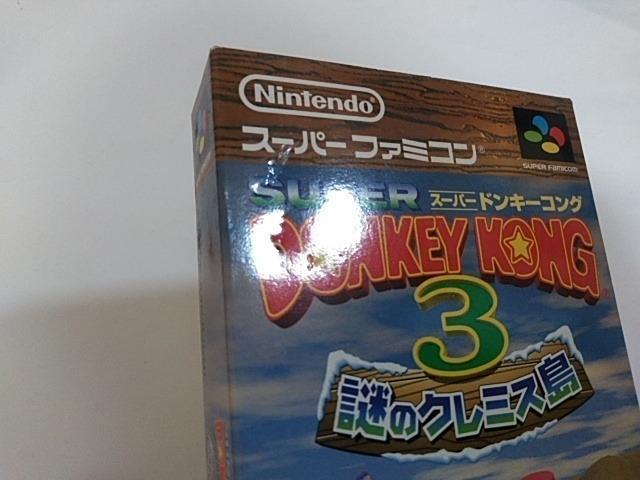 Nintendo
スーパーファミコン®
SUPER FAMICOM
SUPER スーパードンキーコング
DONKEY KONG
3
謎のクレミス島